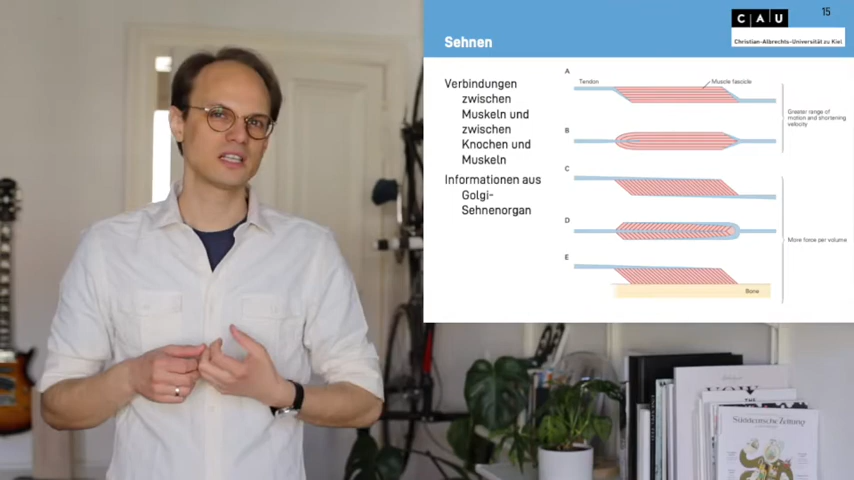 15
C A U
Christian-Albrechts-Universität zu Kiel
Sehnen
Verbindungen
zwischen
Muskeln und
zwischen
Knochen und
Muskeln
Informationen aus
Golgi-
Sehnenorgan
A
Tendon
Muscle fascicle
Greater range of
motion and shortening
velocity
B
C
D
More force per volume
E
Bone
VOGUE
Süddeutsche Zeitung